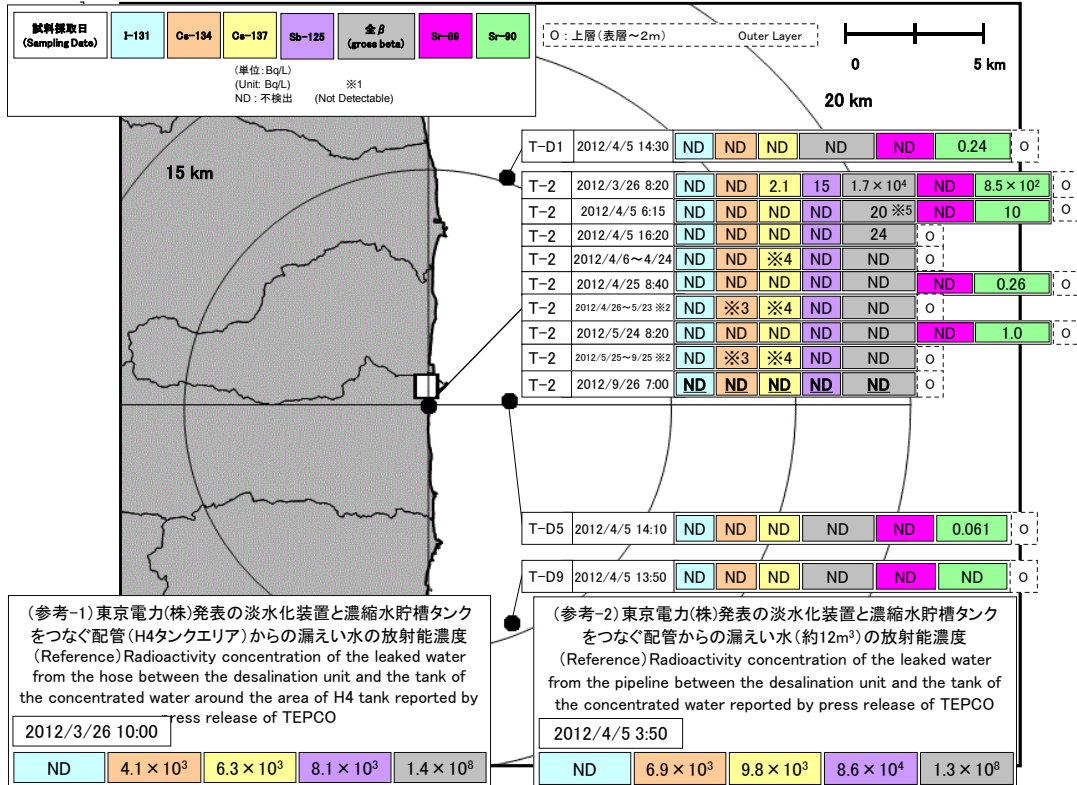 試料採取日 I-131 Cs-134 Cs-137 Sb-125 全β Sr-89 Sr-90
(Sampling Date) (gross beta)
(単位:Bq/L)
(Unit: Bq/L) ※1
ND : 不検出 (Not Detectable)
O : 上層(表層~2m) Outer Layer
0 5 km
20 km
15 km
T-D1 2012/4/5 14:30 ND ND ND ND ND 0.24 O
T-2 2012/3/26 8:20 ND ND 2.1 15 1.7×10⁴ ND 8.5×10² O
T-2 2012/4/5 6:15 ND ND ND ND 20 ※5 ND 10 O
T-2 2012/4/5 16:20 ND ND ND ND 24 O
T-2 2012/4/6~4/24 ND ND ※4 ND ND O
T-2 2012/4/25 8:40 ND ND ND ND ND ND 0.26 O
T-2 2012/4/26~5/23 ※2 ND ※3 ※4 ND ND O
T-2 2012/5/24 8:20 ND ND ND ND ND ND 1.0 O
T-2 2012/5/25~9/25 ※2 ND ※3 ※4 ND ND O
T-2 2012/9/26 7:00 ND ND ND ND ND O
T-D5 2012/4/5 14:10 ND ND ND ND ND 0.061 O
T-D9 2012/4/5 13:50 ND ND ND ND ND ND O
(参考-1)東京電力(株)発表の淡水化装置と濃縮水貯槽タンク
をつなぐ配管(H4タンクエリア)からの漏えい水の放射能濃度
(Reference)Radioactivity concentration of the leaked water
from the hose between the desalination unit and the tank of
the concentrated water around the area of H4 tank reported by
press release of TEPCO
2012/3/26 10:00
ND 4.1×10³ 6.3×10³ 8.1×10³ 1.4×10⁸
(参考-2)東京電力(株)発表の淡水化装置と濃縮水貯槽タンク
をつなぐ配管からの漏えい水(約12m³)の放射能濃度
(Reference)Radioactivity concentration of the leaked water
from the pipeline between the desalination unit and the tank of
the concentrated water reported by press release of TEPCO
2012/4/5 3:50
ND 6.9×10³ 9.8×10³ 8.6×10⁴ 1.3×10⁸